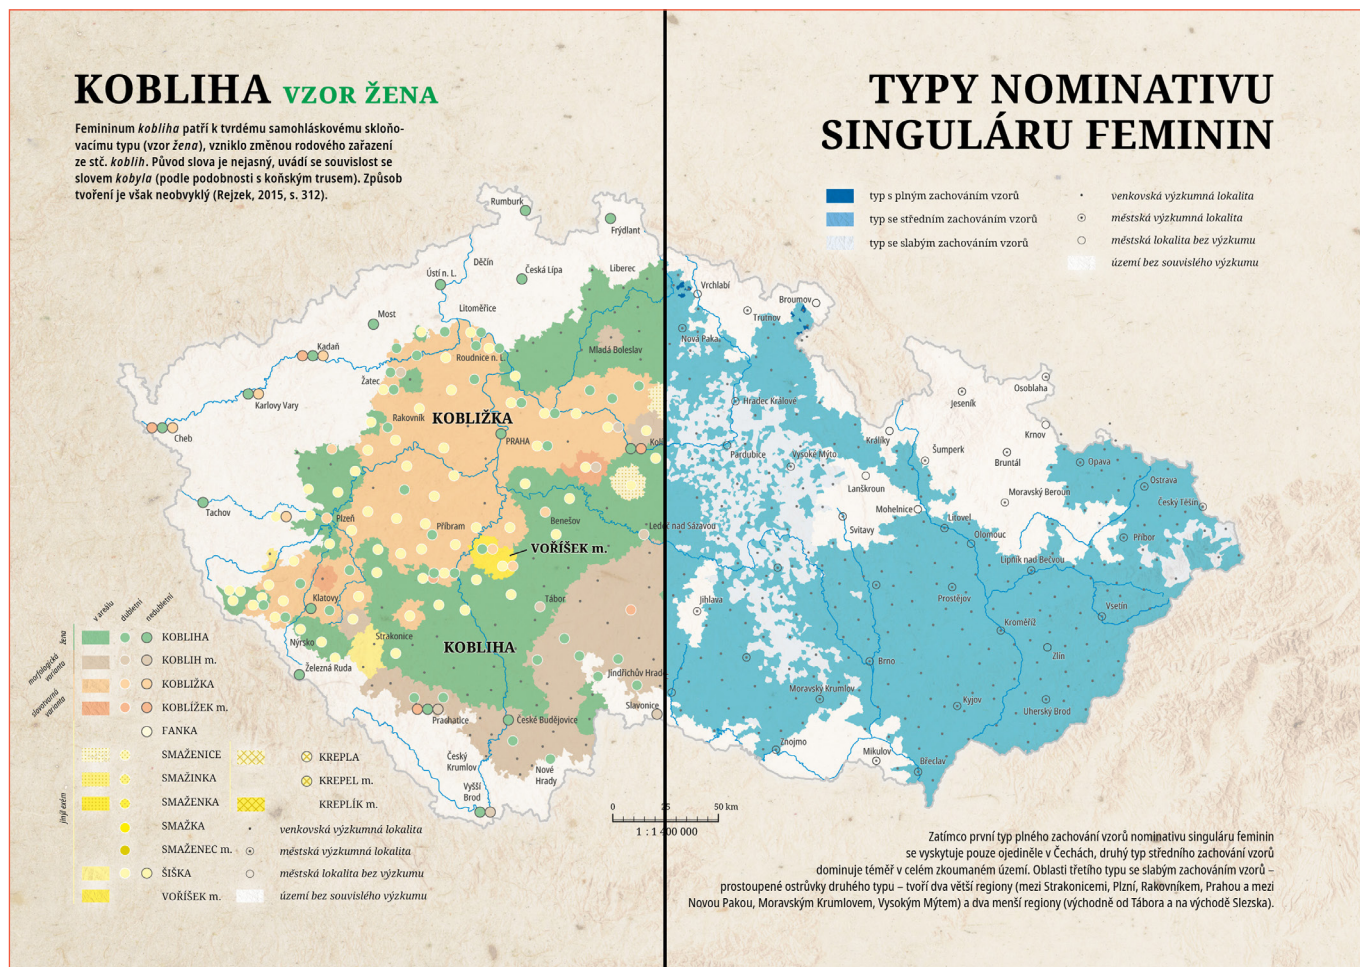 KOBLIHA VZOR ŽENA
Femininum kobliha patří k tvrdému samohláskovému skloňo-
vacímu typu (vzor žena), vzniklo změnou rodového zařazení
ze stč. koblih. Původ slova je nejasný, uvádí se souvislost se
slovem kobyla (podle podobnosti s koňským trusem). Způsob
tvoření je však neobvyklý (Rejzek, 2015, s. 312).
Rumburk
Frýdlant
Děčín
Ústí n. L.
Česká Lípa
Liberec
Most
Litoměřice
Kadaň
Roudnice n. L.
Mladá Boleslav
Žatec
Karlovy Vary
Rakovník
KOBLIŽKA
Cheb
PRAHA
Kolí
Tachov
Plzeň
Příbram
Benešov
VOŘÍŠEK m.
Klatovy
Tábor
Nýrsko
Strakonice
KOBLIHA
Železná Ruda
Jindřichův Hrade
Slavonice
Prachatice
České Budějovice
Český
Krumlov
Nové
Hrady
Vyšší
Brod
v areálu
dubletní
nedubletní
žena
morfologická
varianta
slovotvorná
varianta
jiný lexém
KOBLIHA
KOBLIH m.
KOBLIŽKA
KOBLÍŽEK m.
FANKA
SMAŽENICE
SMAŽINKA
SMAŽENKA
SMAŽKA
SMAŽENEC m.
ŠIŠKA
VOŘÍŠEK m.
KREPLA
KREPEL m.
KREPLÍK m.
venkovská výzkumná lokalita
městská výzkumná lokalita
městská lokalita bez výzkumu
území bez souvislého výzkumu
0 25 50 km
1 : 1 400 000
TYPY NOMINATIVU
SINGULÁRU FEMININ
typ s plným zachováním vzorů
typ se středním zachováním vzorů
typ se slabým zachováním vzorů
venkovská výzkumná lokalita
městská výzkumná lokalita
městská lokalita bez výzkumu
území bez souvislého výzkumu
Vrchlabí
Broumov
Trutnov
Nová Paka
Osoblaha
Jeseník
Hradec Králové
Krnov
Králíky
Pardubice
Vysoké Mýto
Šumperk
Bruntál
Opava
Ostrava
Lanškroun
Moravský Beroun
Český Těšín
Mohelnice
Litovel
Ledeč nad Sázavou
Svitavy
Olomouc
Příbor
Lipník nad Bečvou
Jihlava
Prostějov
Vsetín
Kroměříž
Brno
Zlín
Moravský Krumlov
Kyjov
Uherský Brod
Znojmo
Mikulov
Břeclav
Zatímco první typ plného zachování vzorů nominativu singuláru feminin
se vyskytuje pouze ojediněle v Čechách, druhý typ středního zachování vzorů
dominuje téměř v celém zkoumaném území. Oblasti třetího typu se slabým zachováním vzorů –
prostoupené ostrůvky druhého typu – tvoří dva větší regiony (mezi Strakonicemi, Plzní, Rakovníkem, Prahou a mezi
Novou Pakou, Moravským Krumlovem, Vysokým Mýtem) a dva menší regiony (východně od Tábora a na východě Slezska).